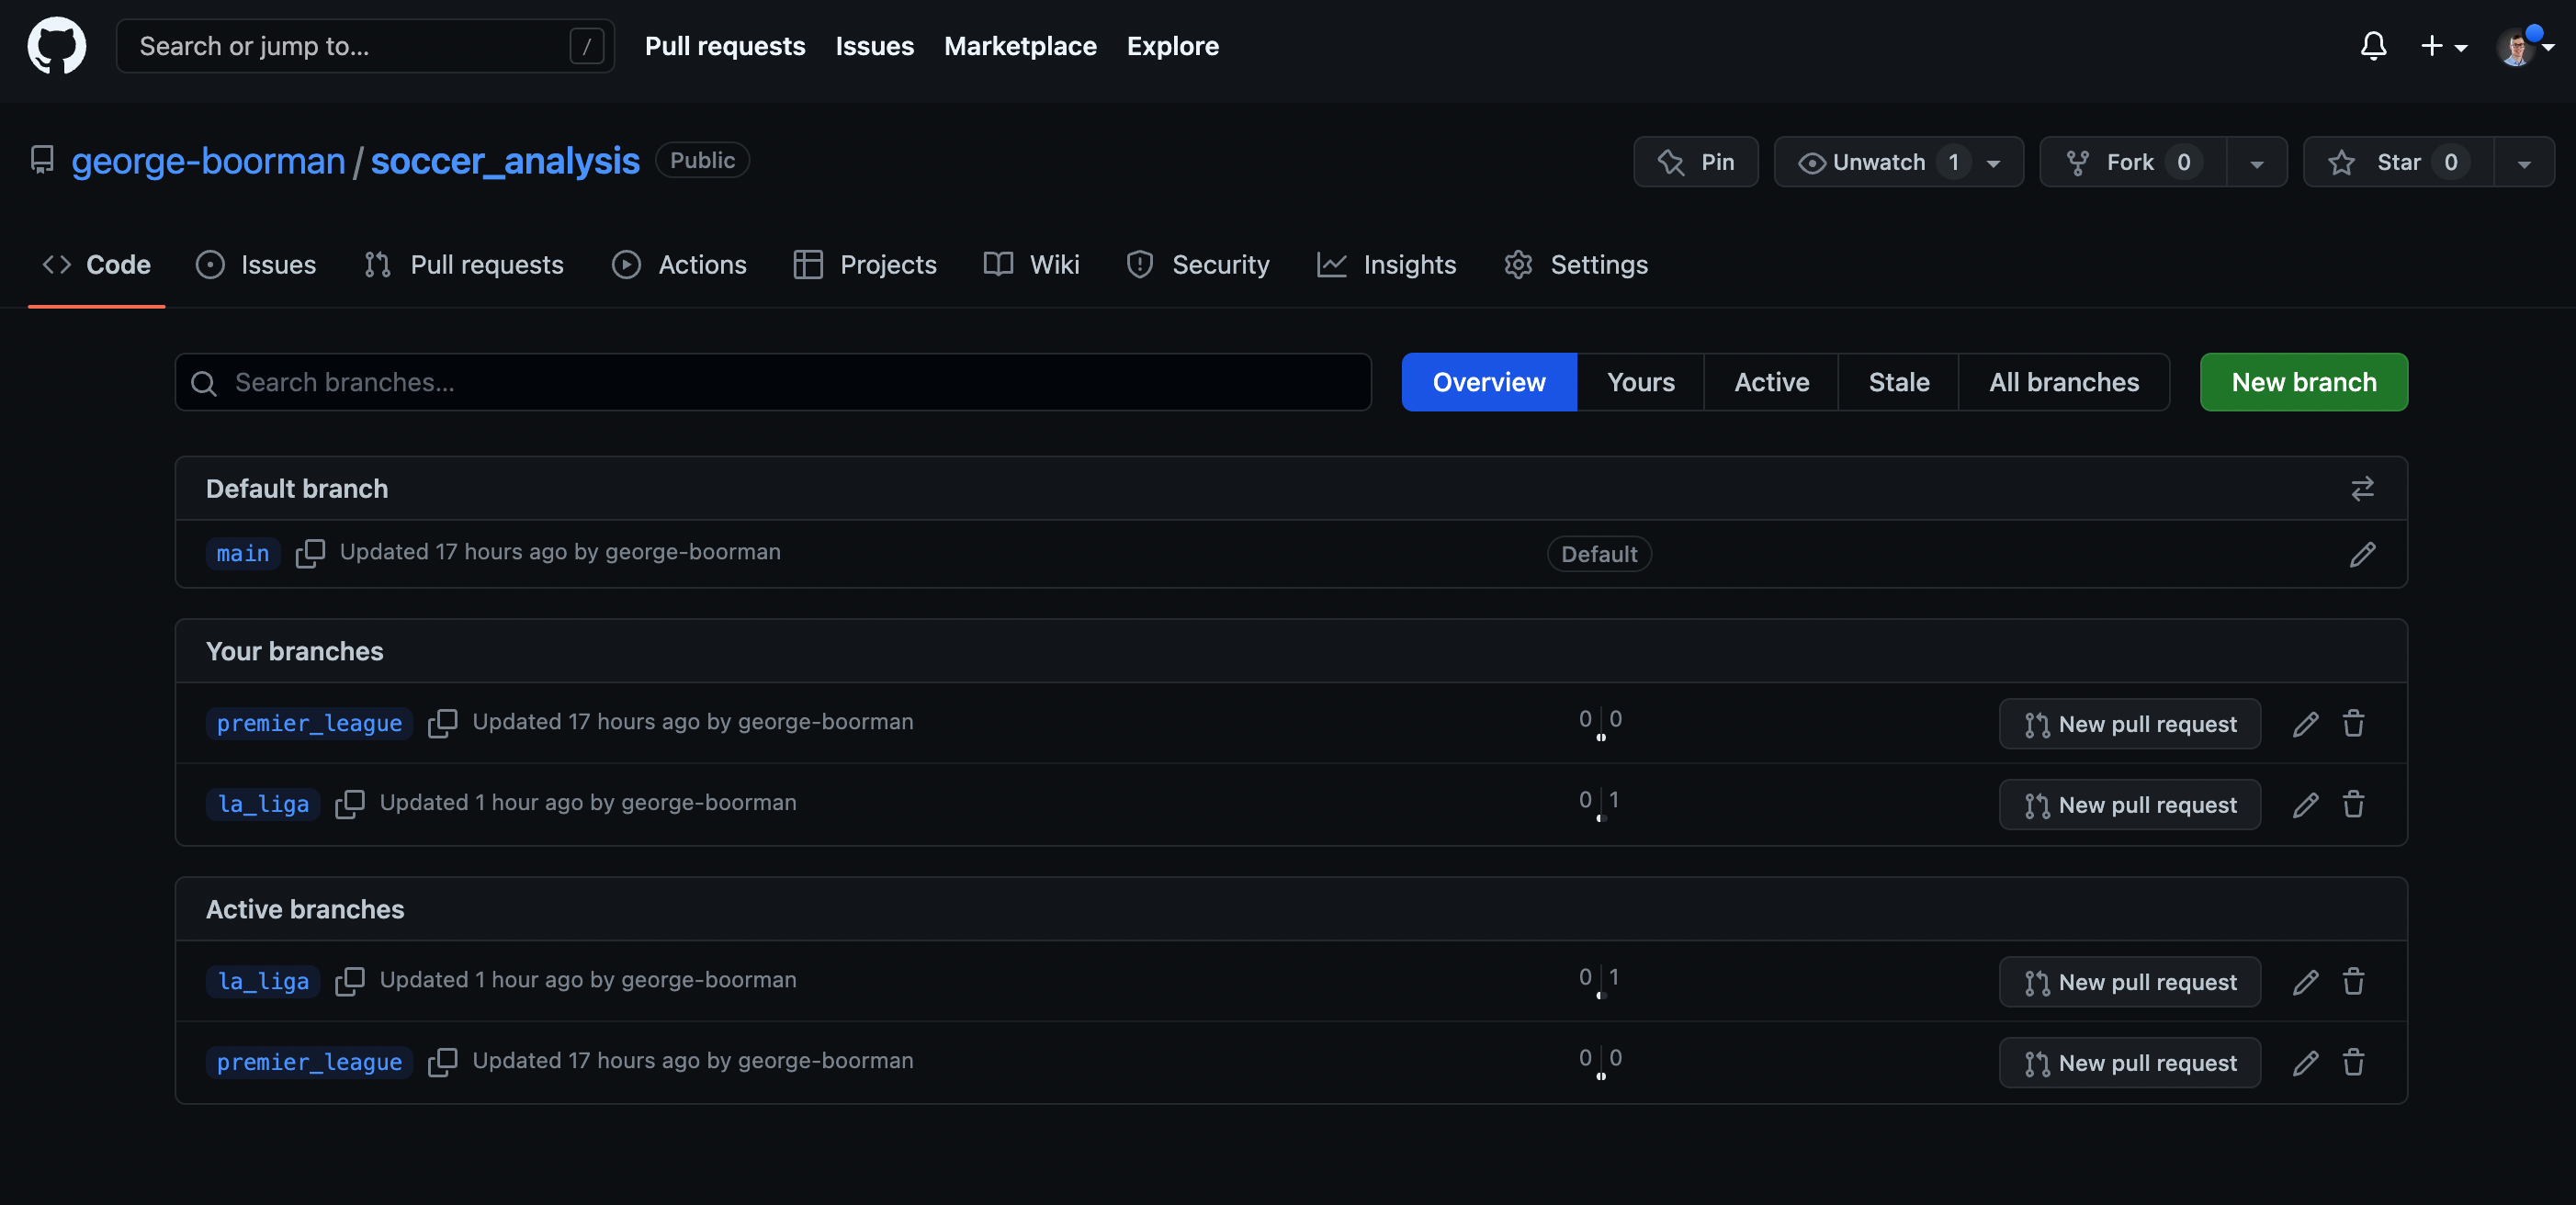 Search or jump to... / Pull requests Issues Marketplace Explore
george-boorman / soccer_analysis Public Pin Unwatch 1 Fork 0 Star 0
Code Issues Pull requests Actions Projects Wiki Security Insights Settings
Search branches... Overview Yours Active Stale All branches New branch
Default branch
main Updated 17 hours ago by george-boorman Default
Your branches
premier_league Updated 17 hours ago by george-boorman 0 0 New pull request
la_liga Updated 1 hour ago by george-boorman 0 1 New pull request
Active branches
la_liga Updated 1 hour ago by george-boorman 0 1 New pull request
premier_league Updated 17 hours ago by george-boorman 0 0 New pull request